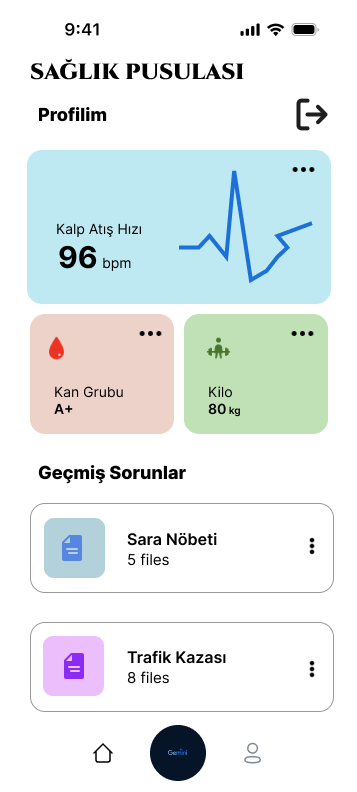 9:41
SAĞLIK PUSULASI
Profilim
Kalp Atış Hızı
96 bpm
Kan Grubu
A+
Kilo
80 kg
Geçmiş Sorunlar
Sara Nöbeti
5 files
Trafik Kazası
8 files
Gemini